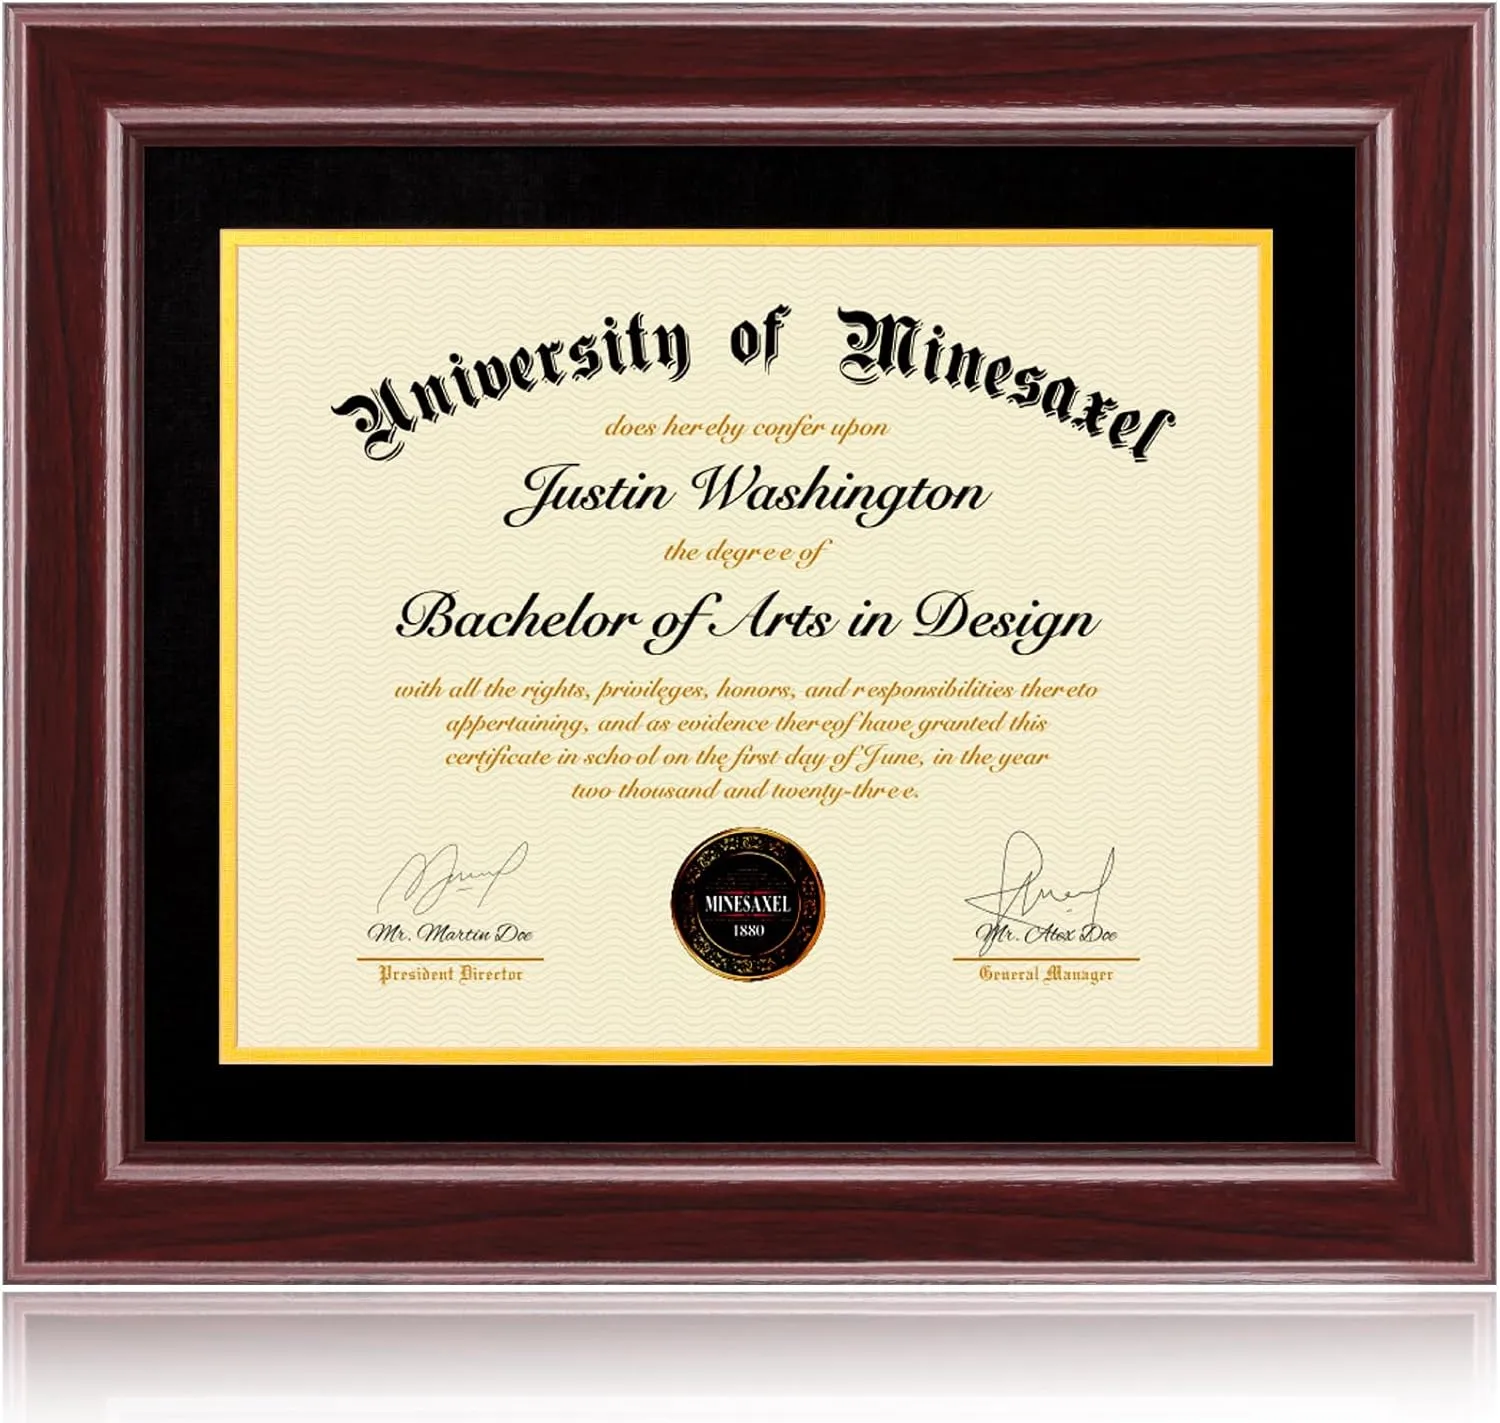 University of Minesaxel
does hereby confer upon
Justin Washington
the degree of
Bachelor of Arts in Design
with all the rights, privileges, honors, and responsibilities thereto
appertaining, and as evidence thereof have granted this
certificate in school on the first day of June, in the year
two thousand and twenty-three.
MINESAXEL
1880
Mr. Martin Doe
President Director
Mr. Alex Doe
General Manager